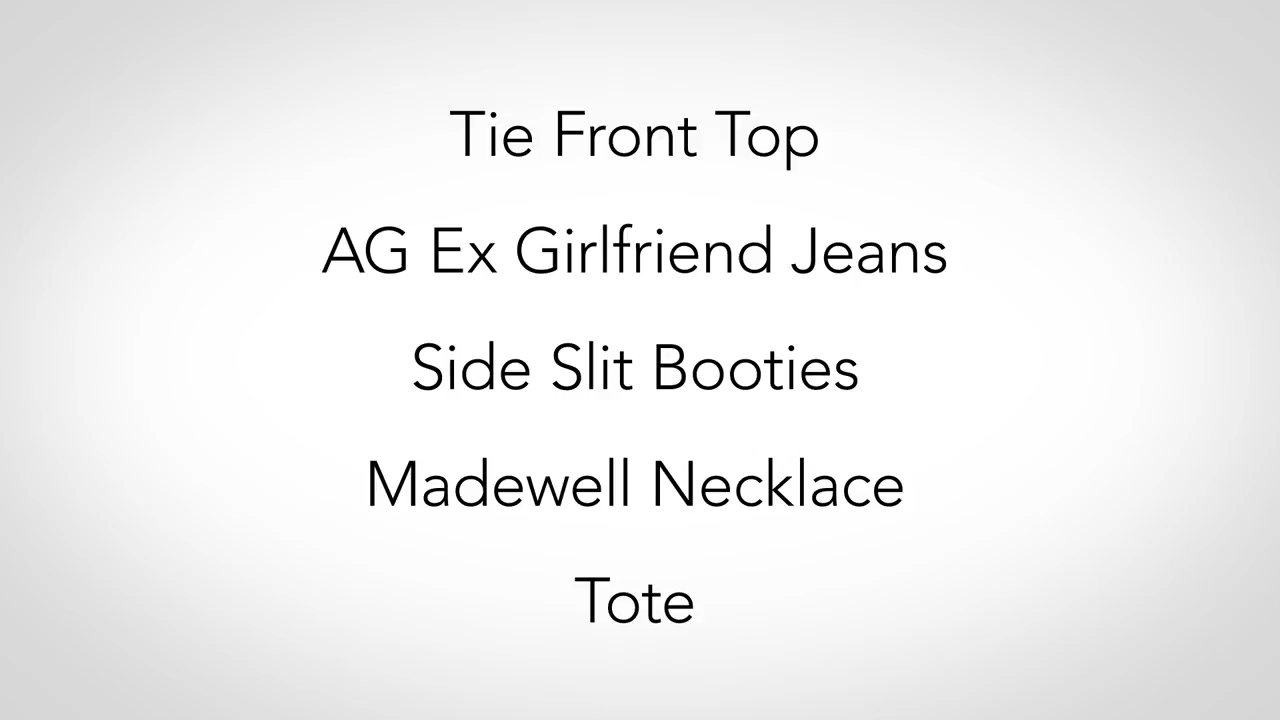 Tie Front Top
AG Ex Girlfriend Jeans
Side Slit Booties
Madewell Necklace
Tote